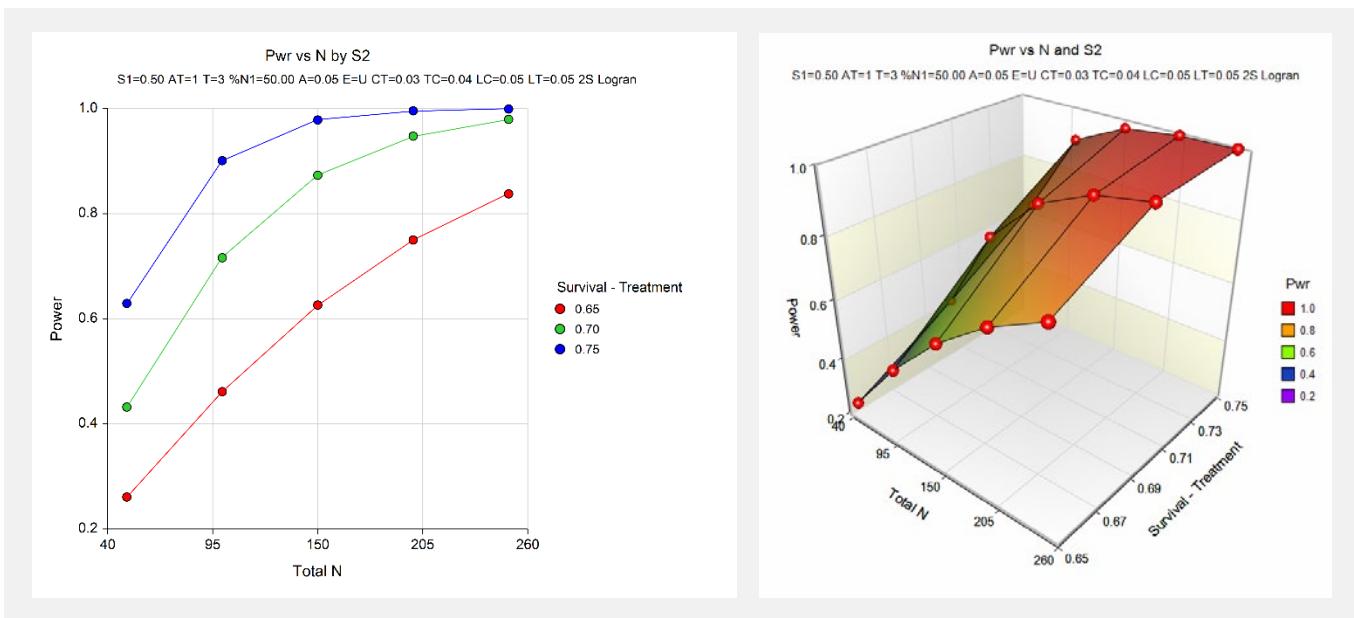 Pwr vs N by S2
S1=0.50 AT=1 T=3 %N1=50.00 A=0.05 E=U CT=0.03 TC=0.04 LC=0.05 LT=0.05 2S Logran
1.0
0.8
0.6
0.4
0.2
Power
40 95 150 205 260
Total N
Survival - Treatment
0.65
0.70
0.75
Pwr vs N and S2
S1=0.50 AT=1 T=3 %N1=50.00 A=0.05 E=U CT=0.03 TC=0.04 LC=0.05 LT=0.05 2S Logran
1.0
0.8
0.6
0.4
0.2
Power
40
95
150
205
260
Total N
0.65
0.67
0.69
0.71
0.73
0.75
Survival - Treatment
Pwr
1.0
0.8
0.6
0.4
0.2